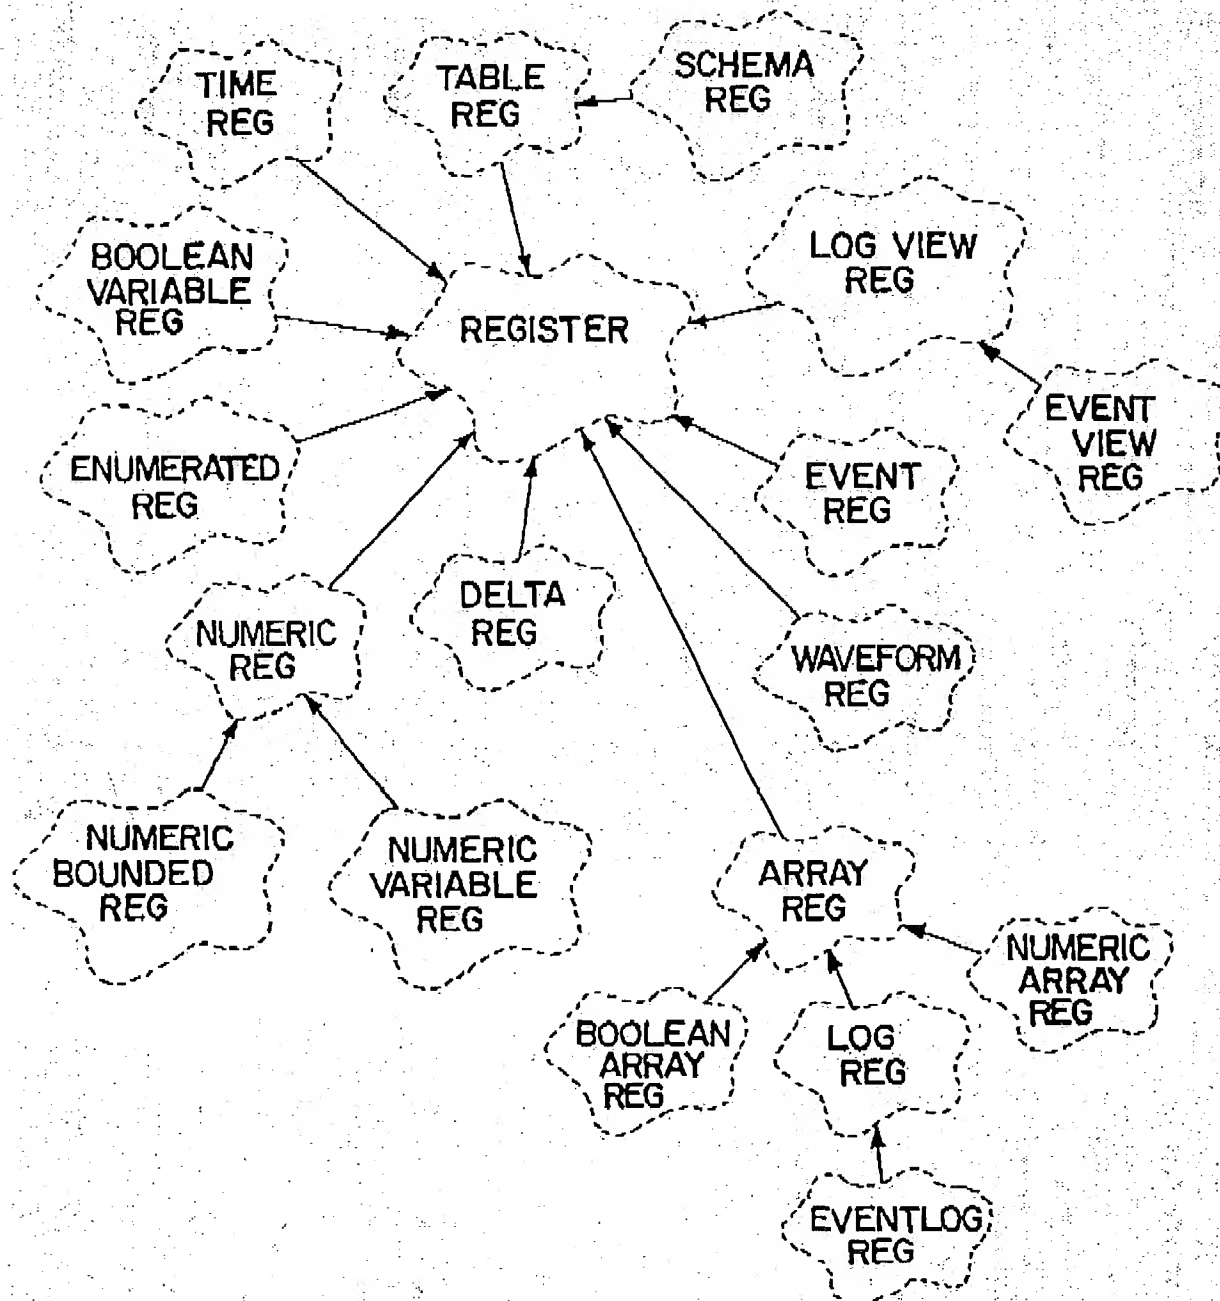 TIME
REG
TABLE
REG
SCHEMA
REG
BOOLEAN
VARIABLE
REG
REGISTER
LOG VIEW
REG
EVENT
VIEW
REG
ENUMERATED
REG
EVENT
REG
NUMERIC
REG
DELTA
REG
WAVEFORM
REG
NUMERIC
BOUNDED
REG
NUMERIC
VARIABLE
REG
ARRAY
REG
NUMERIC
ARRAY
REG
BOOLEAN
ARRAY
REG
LOG
REG
EVENTLOG
REG